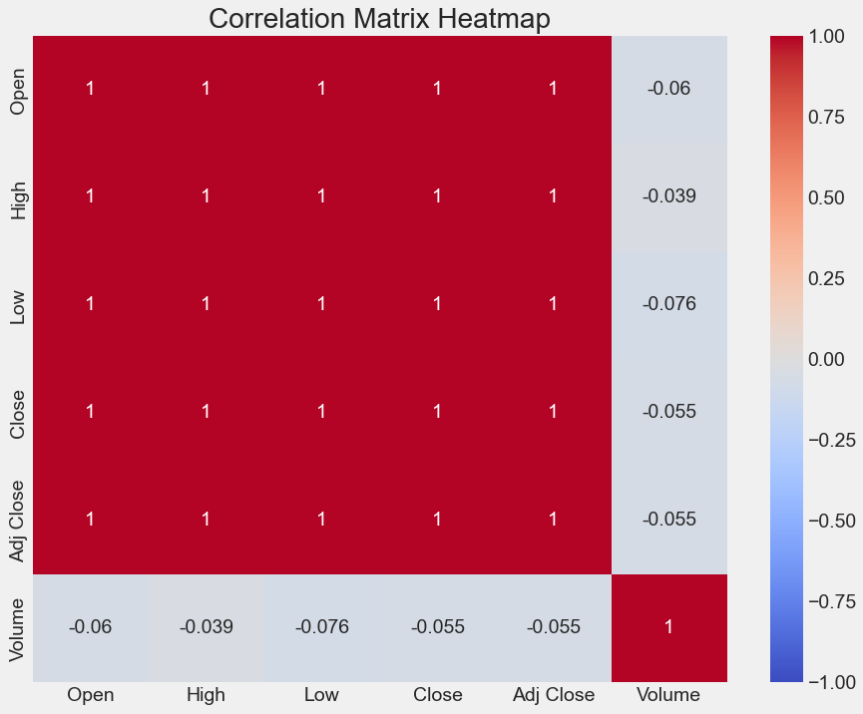 Correlation Matrix Heatmap
Open 1 1 1 1 1 -0.06
High 1 1 1 1 1 -0.039
Low 1 1 1 1 1 -0.076
Close 1 1 1 1 1 -0.055
Adj Close 1 1 1 1 1 -0.055
Volume -0.06 -0.039 -0.076 -0.055 -0.055 1
Open High Low Close Adj Close Volume
1.00
0.75
0.50
0.25
0.00
−0.25
−0.50
−0.75
−1.00